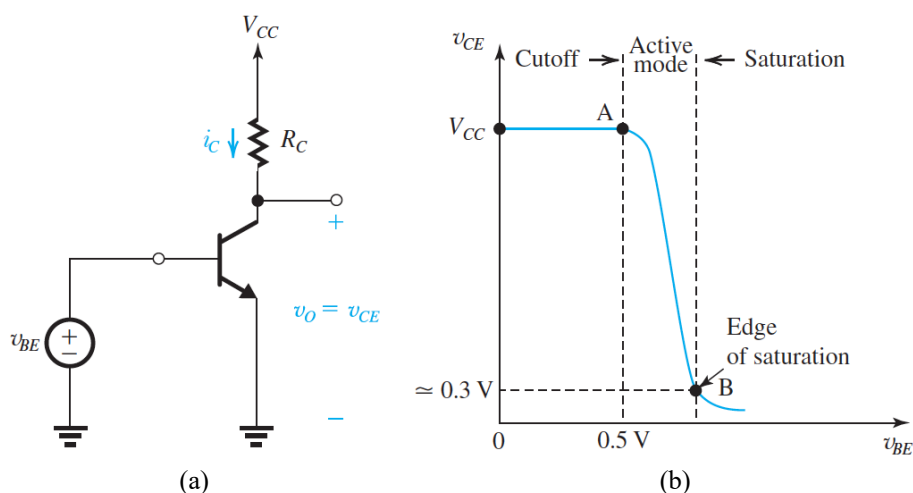 V_CC
i_C
R_C
+
v_O = v_CE
v_BE
+
−
−
(a)
v_CE
Cutoff
Active
mode
Saturation
A
V_CC
Edge
of saturation
≃ 0.3 V
B
0
0.5 V
v_BE
(b)